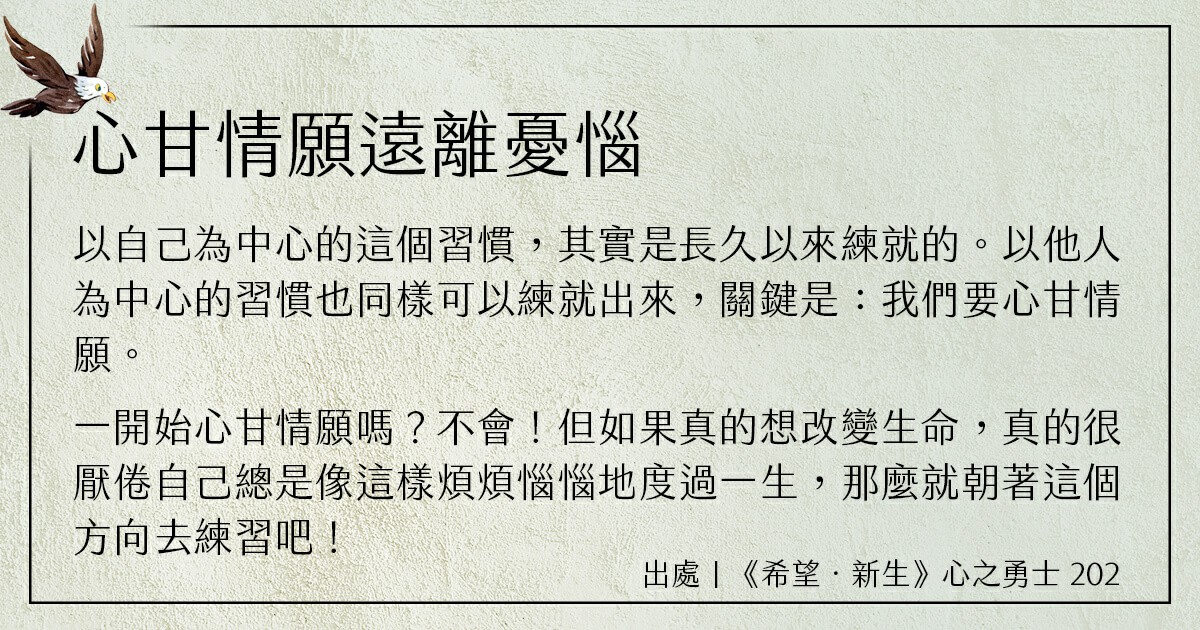 心甘情願遠離憂惱
以自己為中心的這個習慣，其實是長久以來練就的。以他人
為中心的習慣也同樣可以練就出來，關鍵是：我們要心甘情
願。
一開始心甘情願嗎？不會！但如果真的想改變生命，真的很
厭倦自己總是像這樣煩煩惱惱地度過一生，那麼就朝著這個
方向去練習吧！
出處｜《希望．新生》心之勇士 202